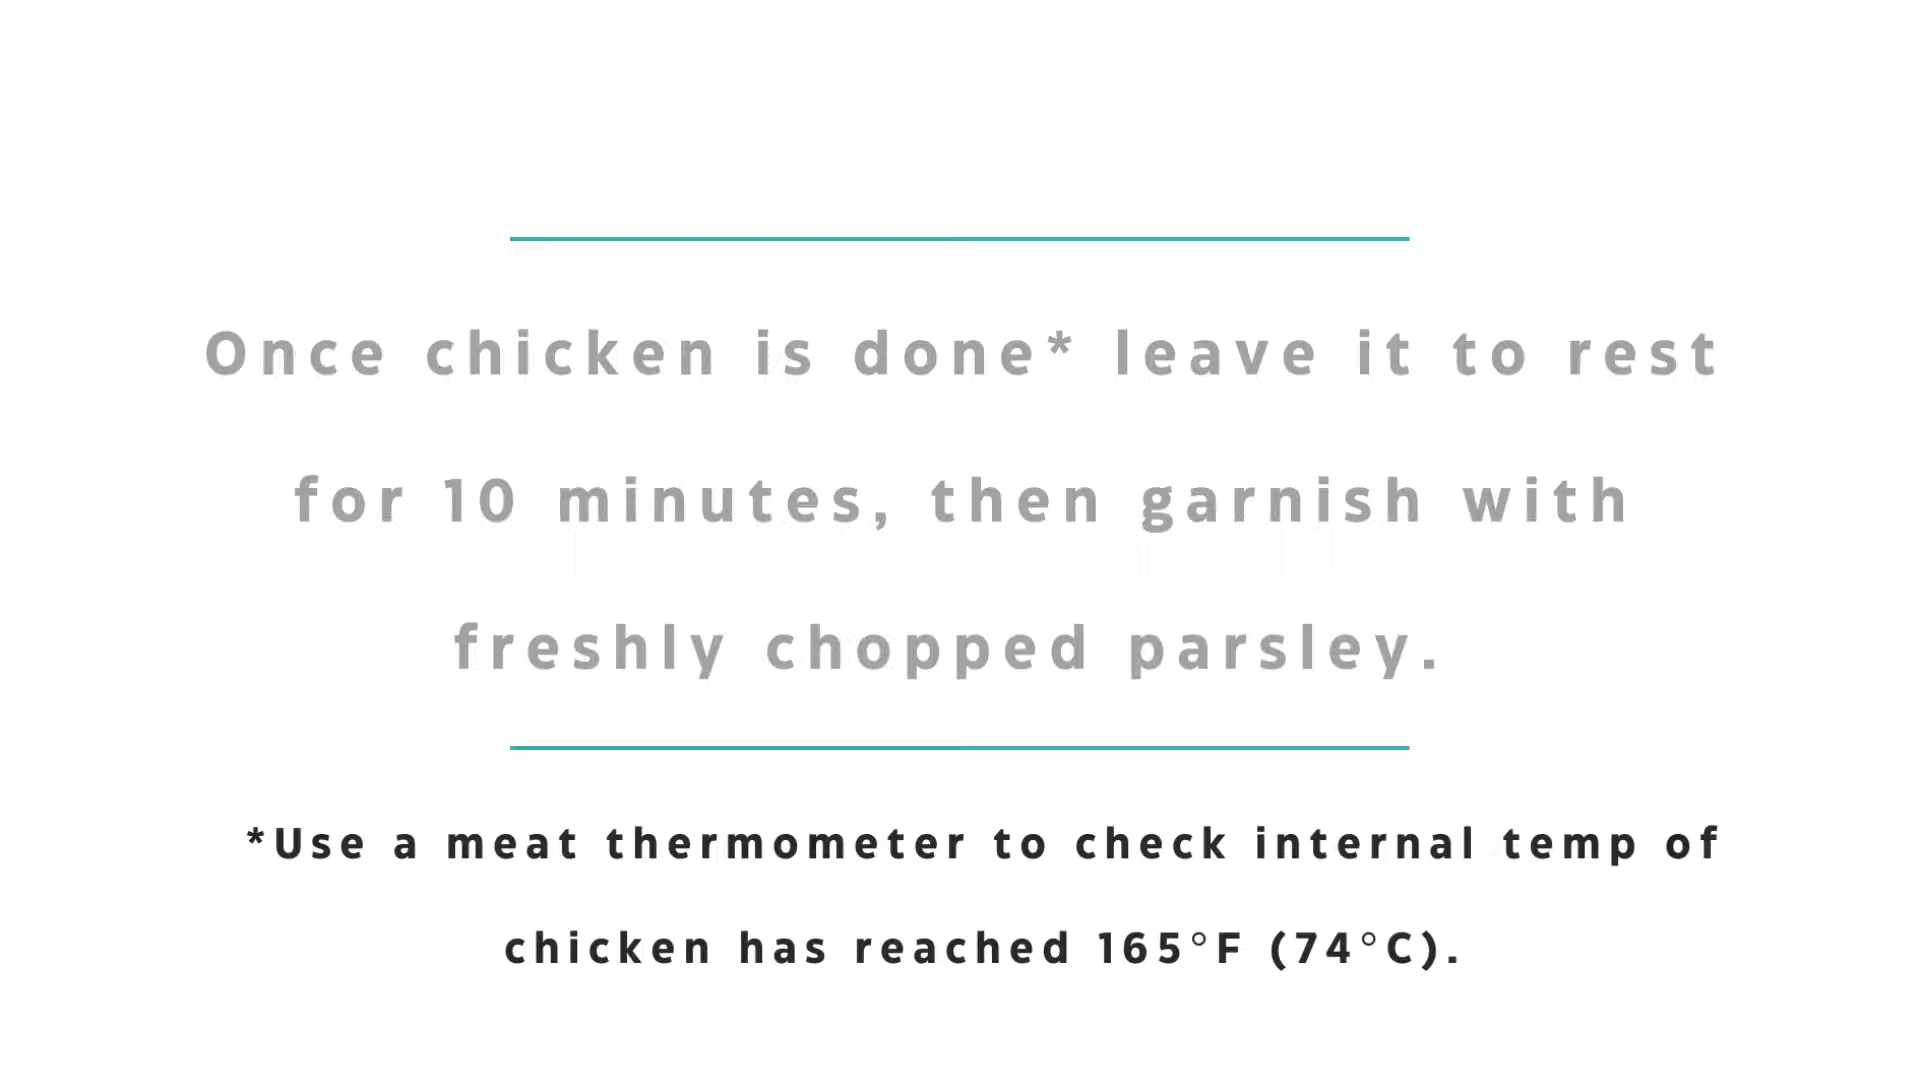 Once chicken is done* leave it to rest
for 10 minutes, then garnish with
freshly chopped parsley.
*Use a meat thermometer to check internal temp of
chicken has reached 165°F (74°C).